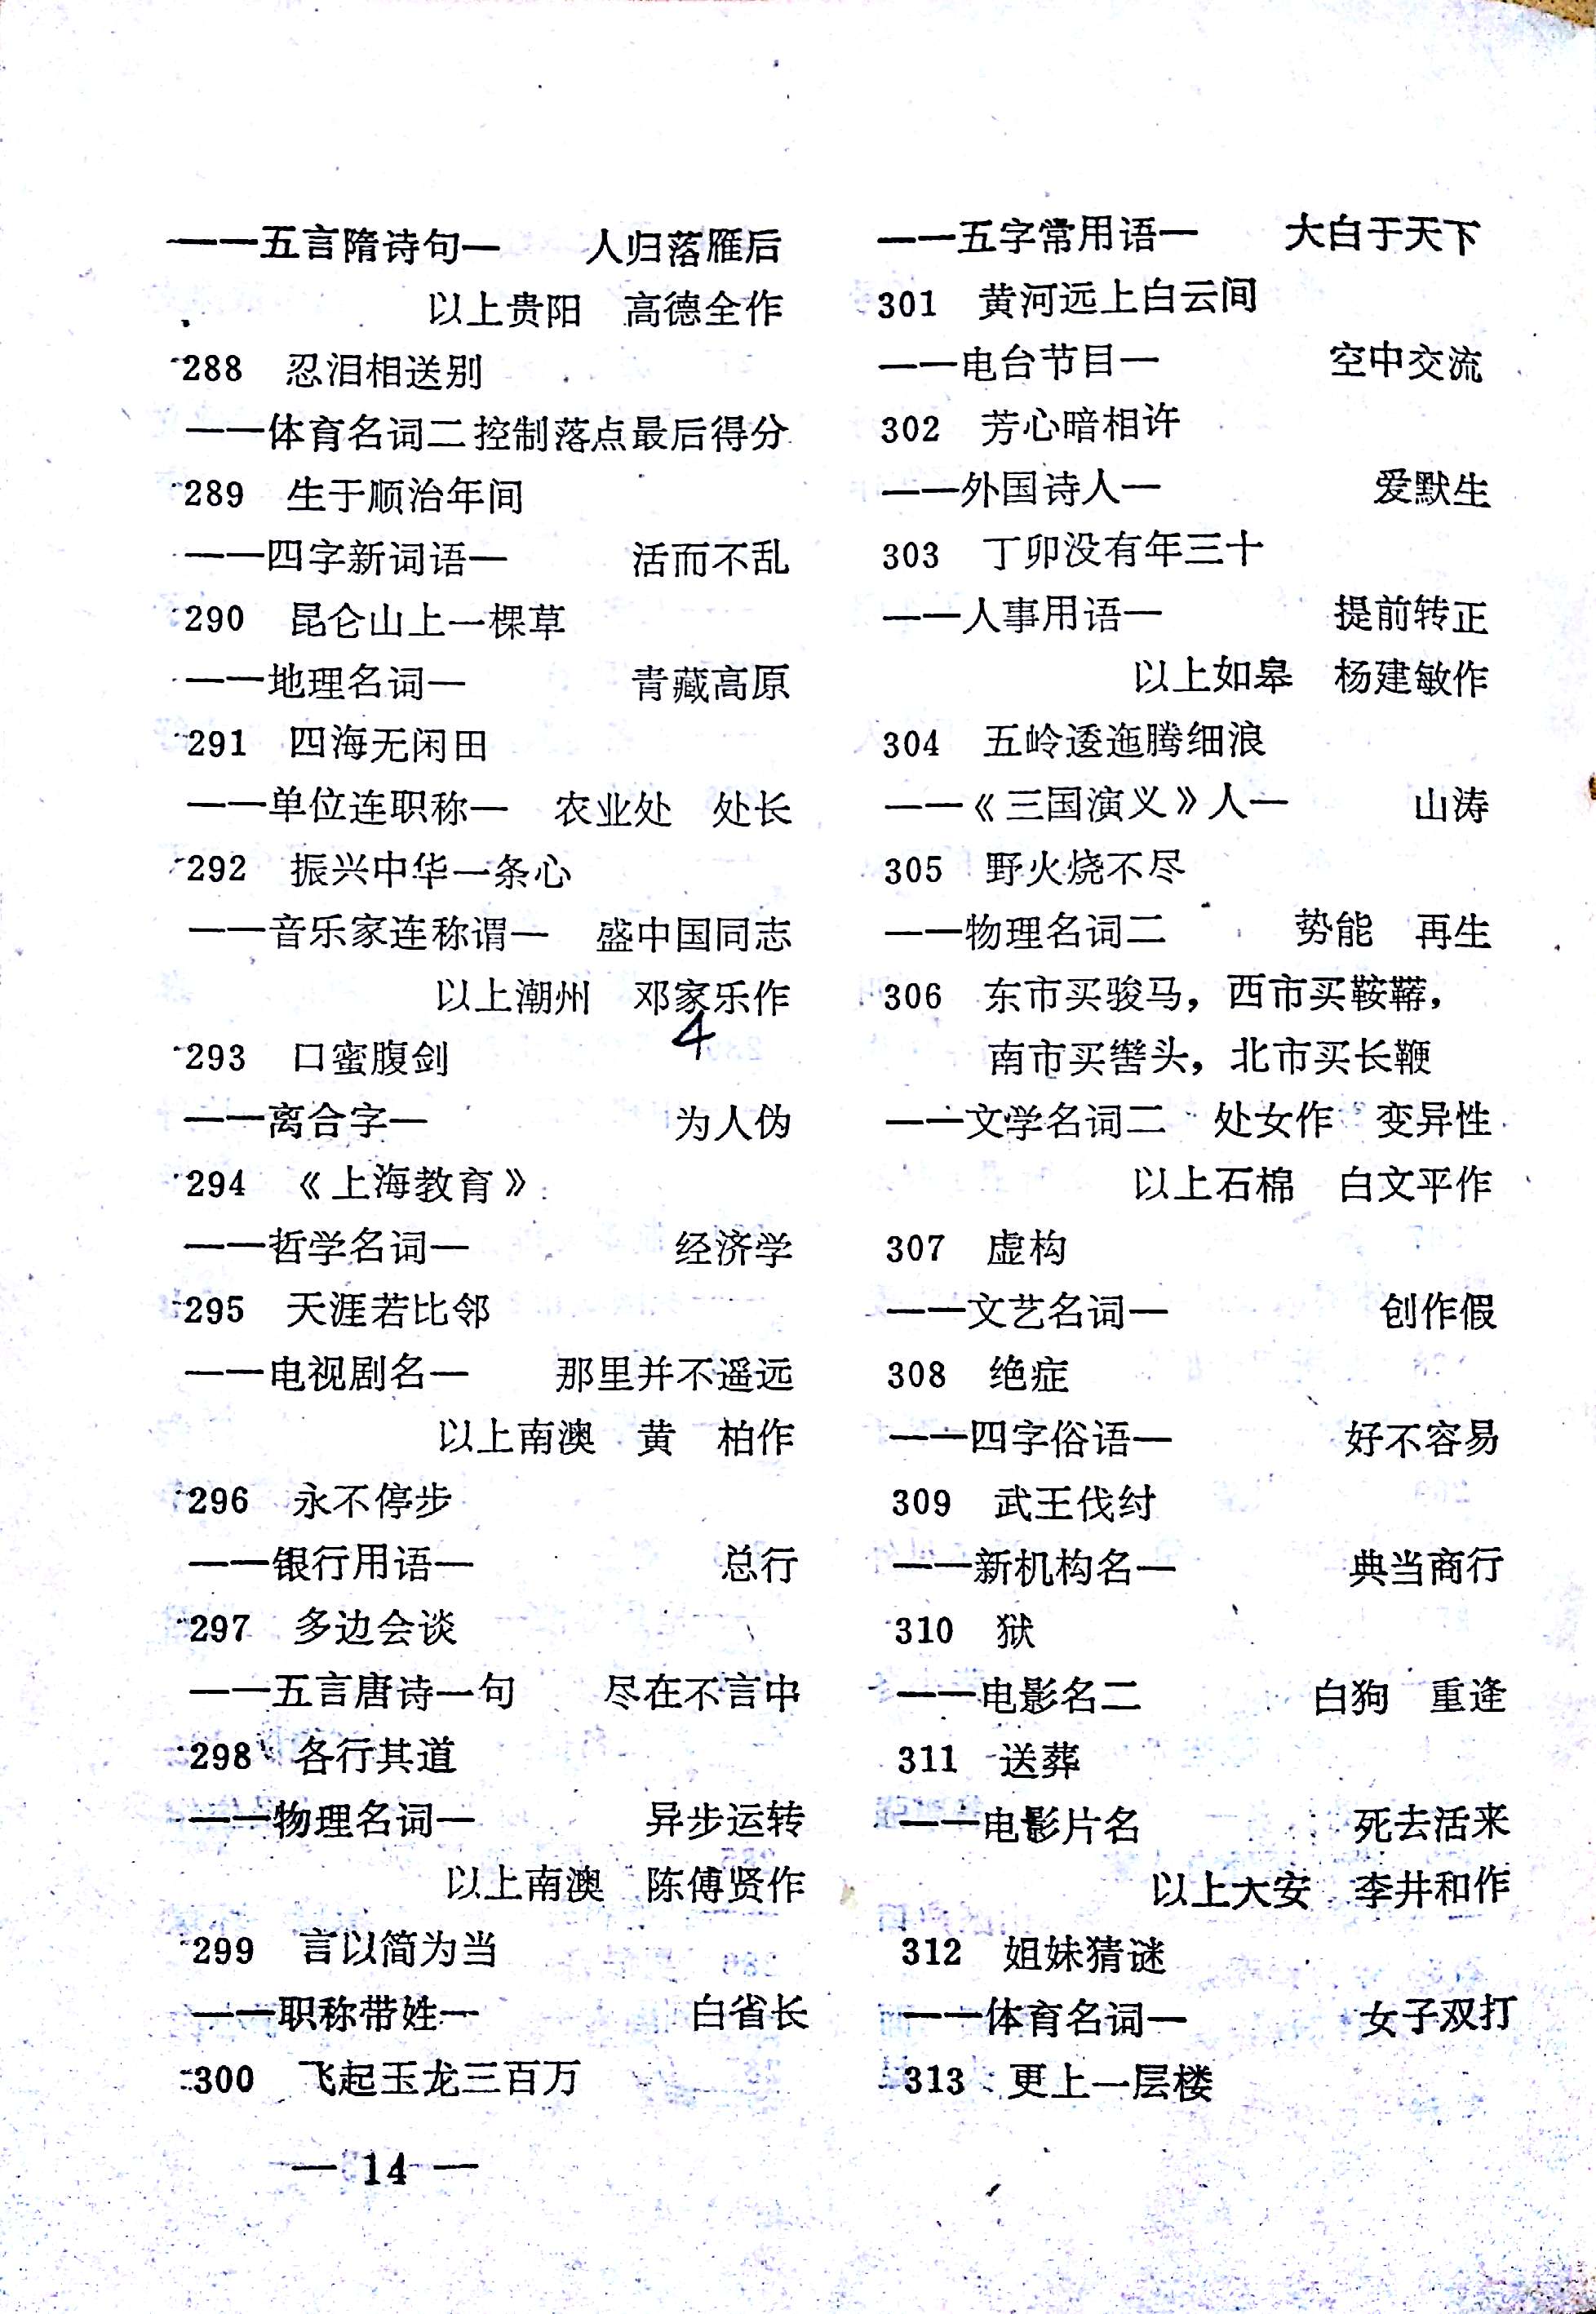 ——五言隋诗句一　　人归落雁后
以上贵阳　高德全作
288　忍泪相送别
——体育名词二 控制落点最后得分
289　生于顺治年间
——四字新词语一　　活而不乱
290　昆仑山上一棵草
——地理名词一　　青藏高原
291　四海无闲田
——单位连职称一　农业处　处长
292　振兴中华一条心
——音乐家连称谓一　盛中国同志
以上潮州　邓家乐作
4
293　口蜜腹剑
——离合字一　　为人伪
294　《上海教育》
——哲学名词一　　经济学
295　天涯若比邻
——电视剧名一　　那里并不遥远
以上南澳　黄　柏作
296　永不停步
——银行用语一　　总行
297　多边会谈
——五言唐诗一句　　尽在不言中
298　各行其道
——物理名词一　　异步运转
以上南澳　陈傅贤作
299　言以简为当
——职称带姓一　　白省长
300　飞起玉龙三百万
— 14 —
——五字常用语一　　大白于天下
301　黄河远上白云间
——电台节目一　　空中交流
302　芳心暗相许
——外国诗人一　　爱默生
303　丁卯没有年三十
——人事用语一　　提前转正
以上如皋　杨建敏作
304　五岭逶迤腾细浪
——《三国演义》人一　　山涛
305　野火烧不尽
——物理名词二　　势能　再生
306　东市买骏马，西市买鞍鞯，
南市买辔头，北市买长鞭
——文学名词二　处女作　变异性
以上石棉　白文平作
307　虚构
——文艺名词一　　创作假
308　绝症
——四字俗语一　　好不容易
309　武王伐纣
——新机构名一　　典当商行
310　狱
——电影名二　　白狗　重逢
311　送葬
——电影片名　　死去活来
以上大安　李井和作
312　姐妹猜谜
——体育名词一　　女子双打
313　更上一层楼